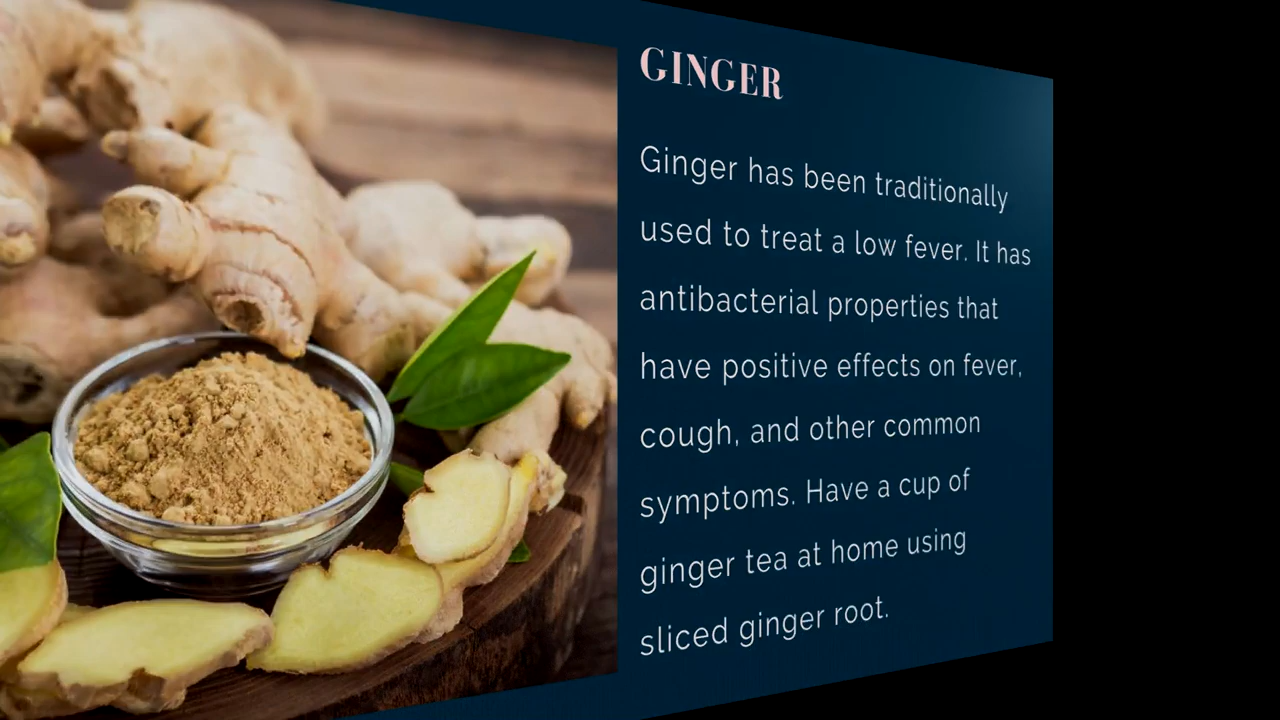 GINGER
Ginger has been traditionally
used to treat a low fever. It has
antibacterial properties that
have positive effects on fever,
cough, and other common
symptoms. Have a cup of
ginger tea at home using
sliced ginger root.